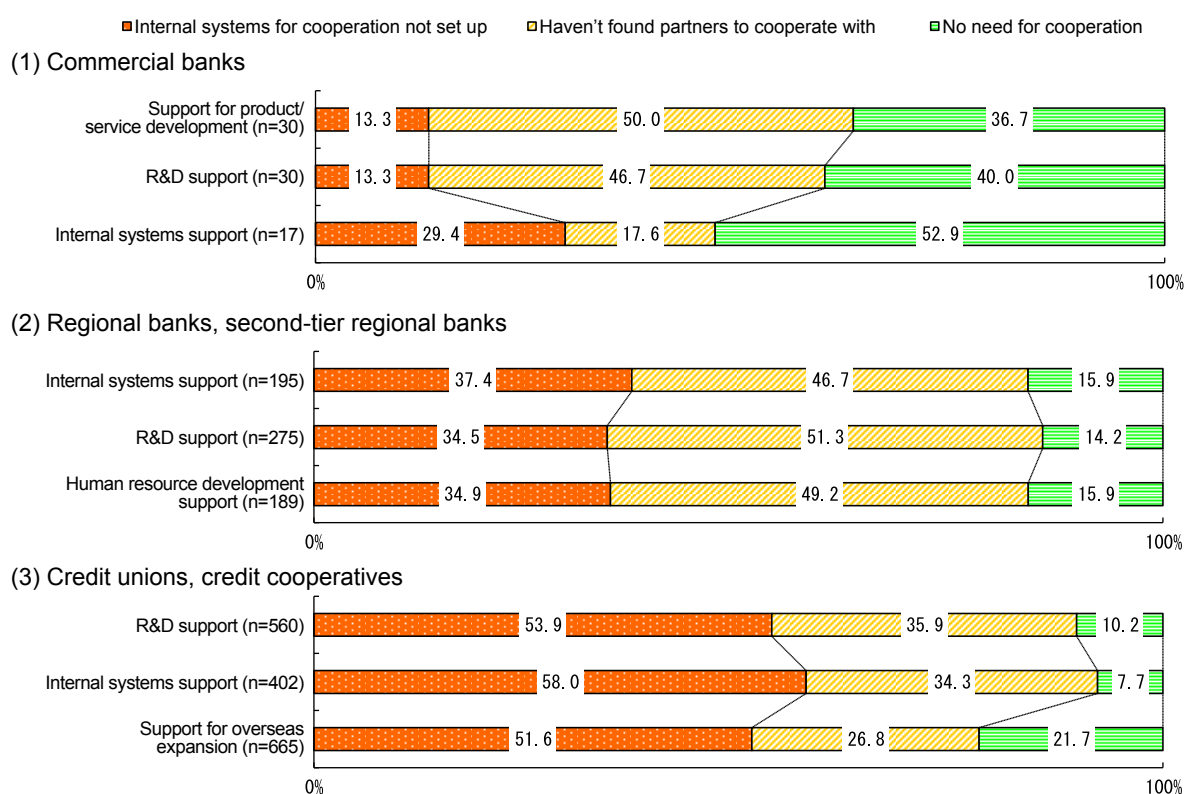 Internal systems for cooperation not set up Haven't found partners to cooperate with No need for cooperation
(1) Commercial banks
Support for product/
service development (n=30)
13.3 50.0 36.7
R&D support (n=30) 13.3 46.7 40.0
Internal systems support (n=17) 29.4 17.6 52.9
0% 100%
(2) Regional banks, second-tier regional banks
Internal systems support (n=195) 37.4 46.7 15.9
R&D support (n=275) 34.5 51.3 14.2
Human resource development
support (n=189)
34.9 49.2 15.9
0% 100%
(3) Credit unions, credit cooperatives
R&D support (n=560) 53.9 35.9 10.2
Internal systems support (n=402) 58.0 34.3 7.7
Support for overseas
expansion (n=665)
51.6 26.8 21.7
0% 100%